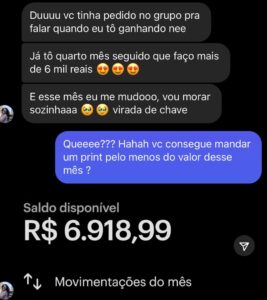 Duuuu vc tinha pedido no grupo pra
falar quando eu tô ganhando nee
Já tô quarto mês seguido que faço mais
de 6 mil reais 😍😍😍
E esse mês eu me mudooo, vou morar
sozinhaaa 🥹🥹 virada de chave
Queeee??? Hahah vc consegue mandar
um print pelo menos do valor desse
mês ?
Saldo disponível
R$ 6.918,99
Movimentações do mês